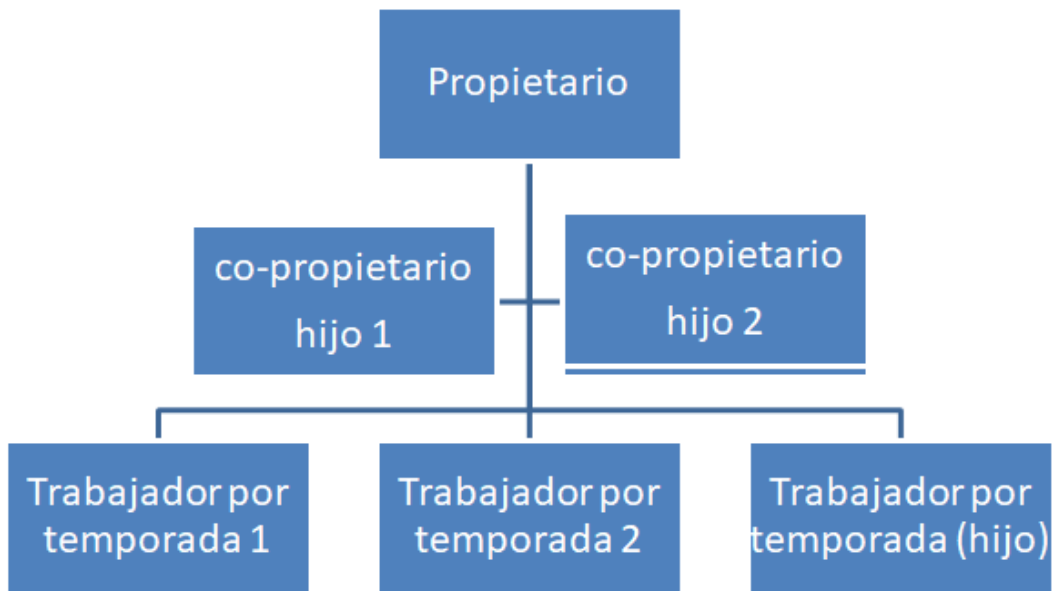 Propietario
co-propietario
hijo 1
co-propietario
hijo 2
Trabajador por
temporada 1
Trabajador por
temporada 2
Trabajador por
temporada (hijo)